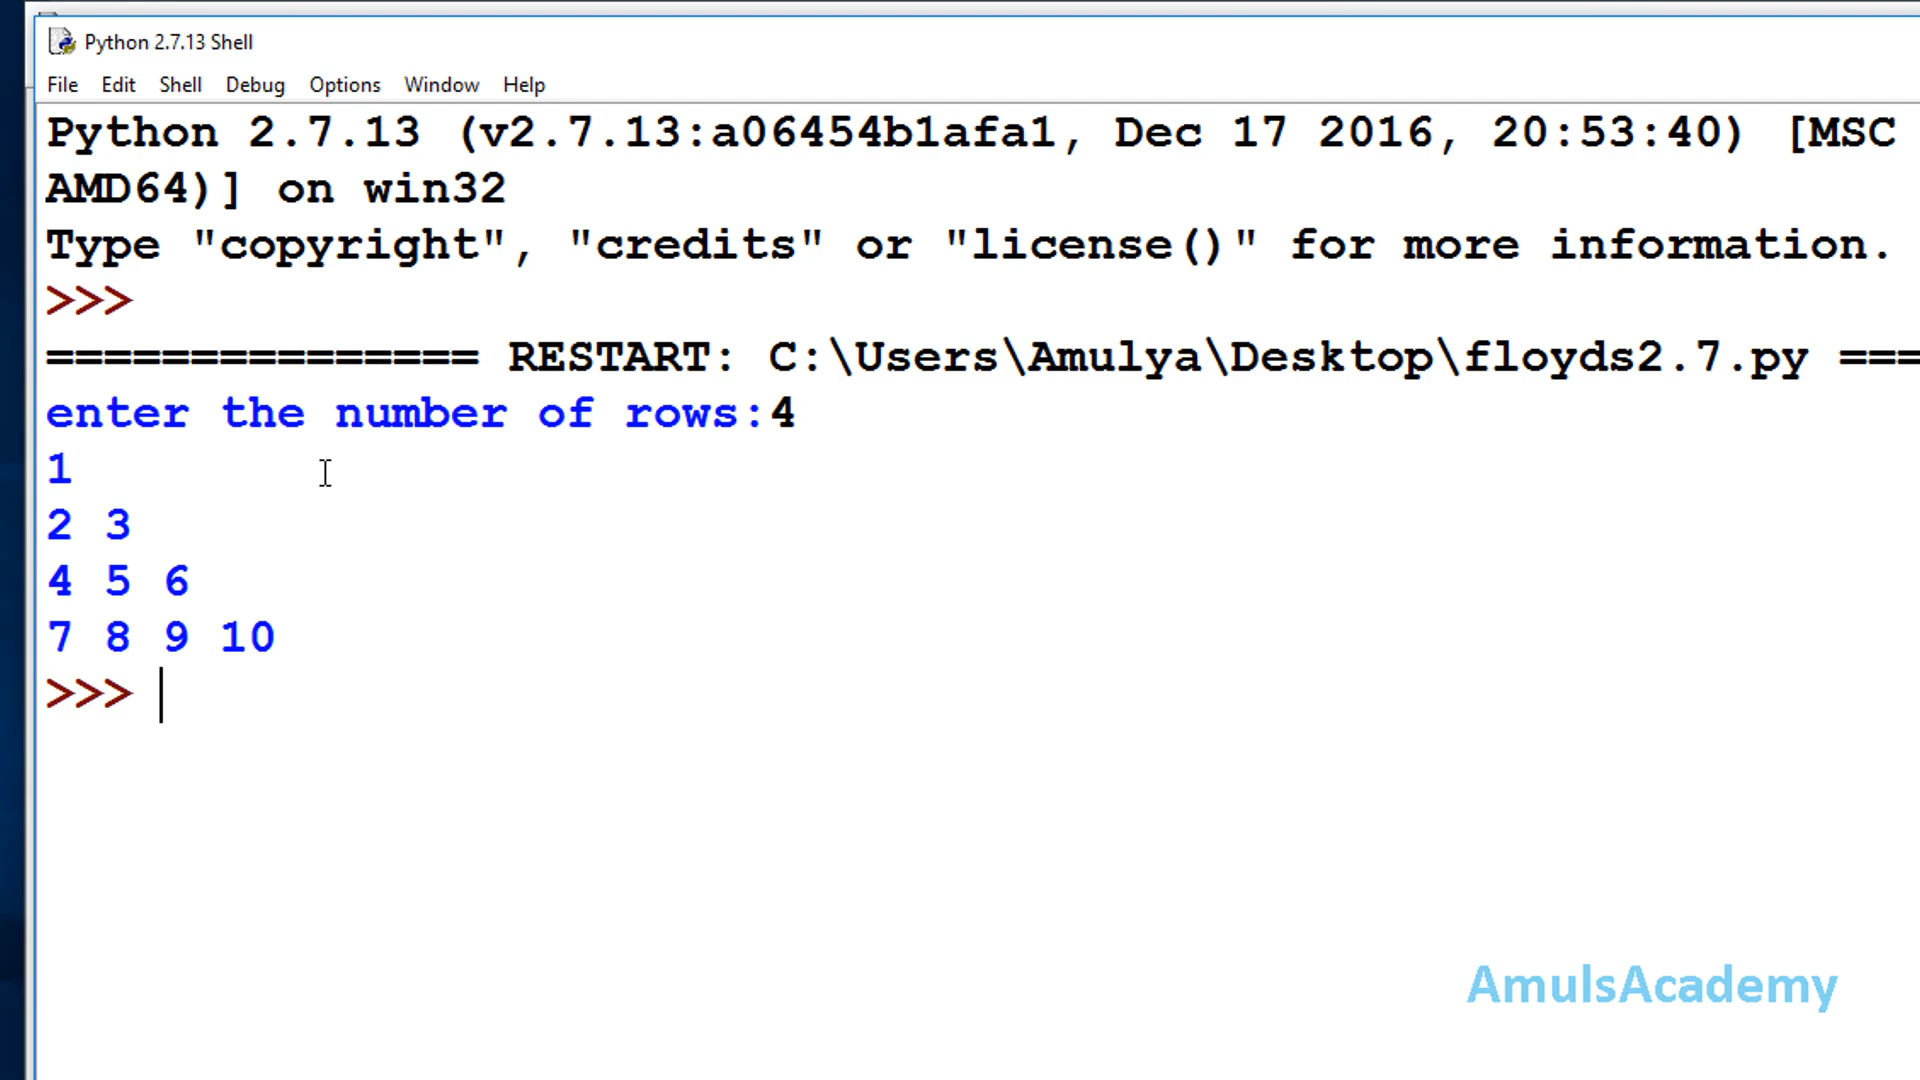 Python 2.7.13 Shell
File Edit Shell Debug Options Window Help
Python 2.7.13 (v2.7.13:a06454b1afa1, Dec 17 2016, 20:53:40) [MSC
AMD64)] on win32
Type "copyright", "credits" or "license()" for more information.
>>>
=============== RESTART: C:\Users\Amulya\Desktop\floyds2.7.py ===
enter the number of rows:4
1
2 3
4 5 6
7 8 9 10
>>>
AmulsAcademy